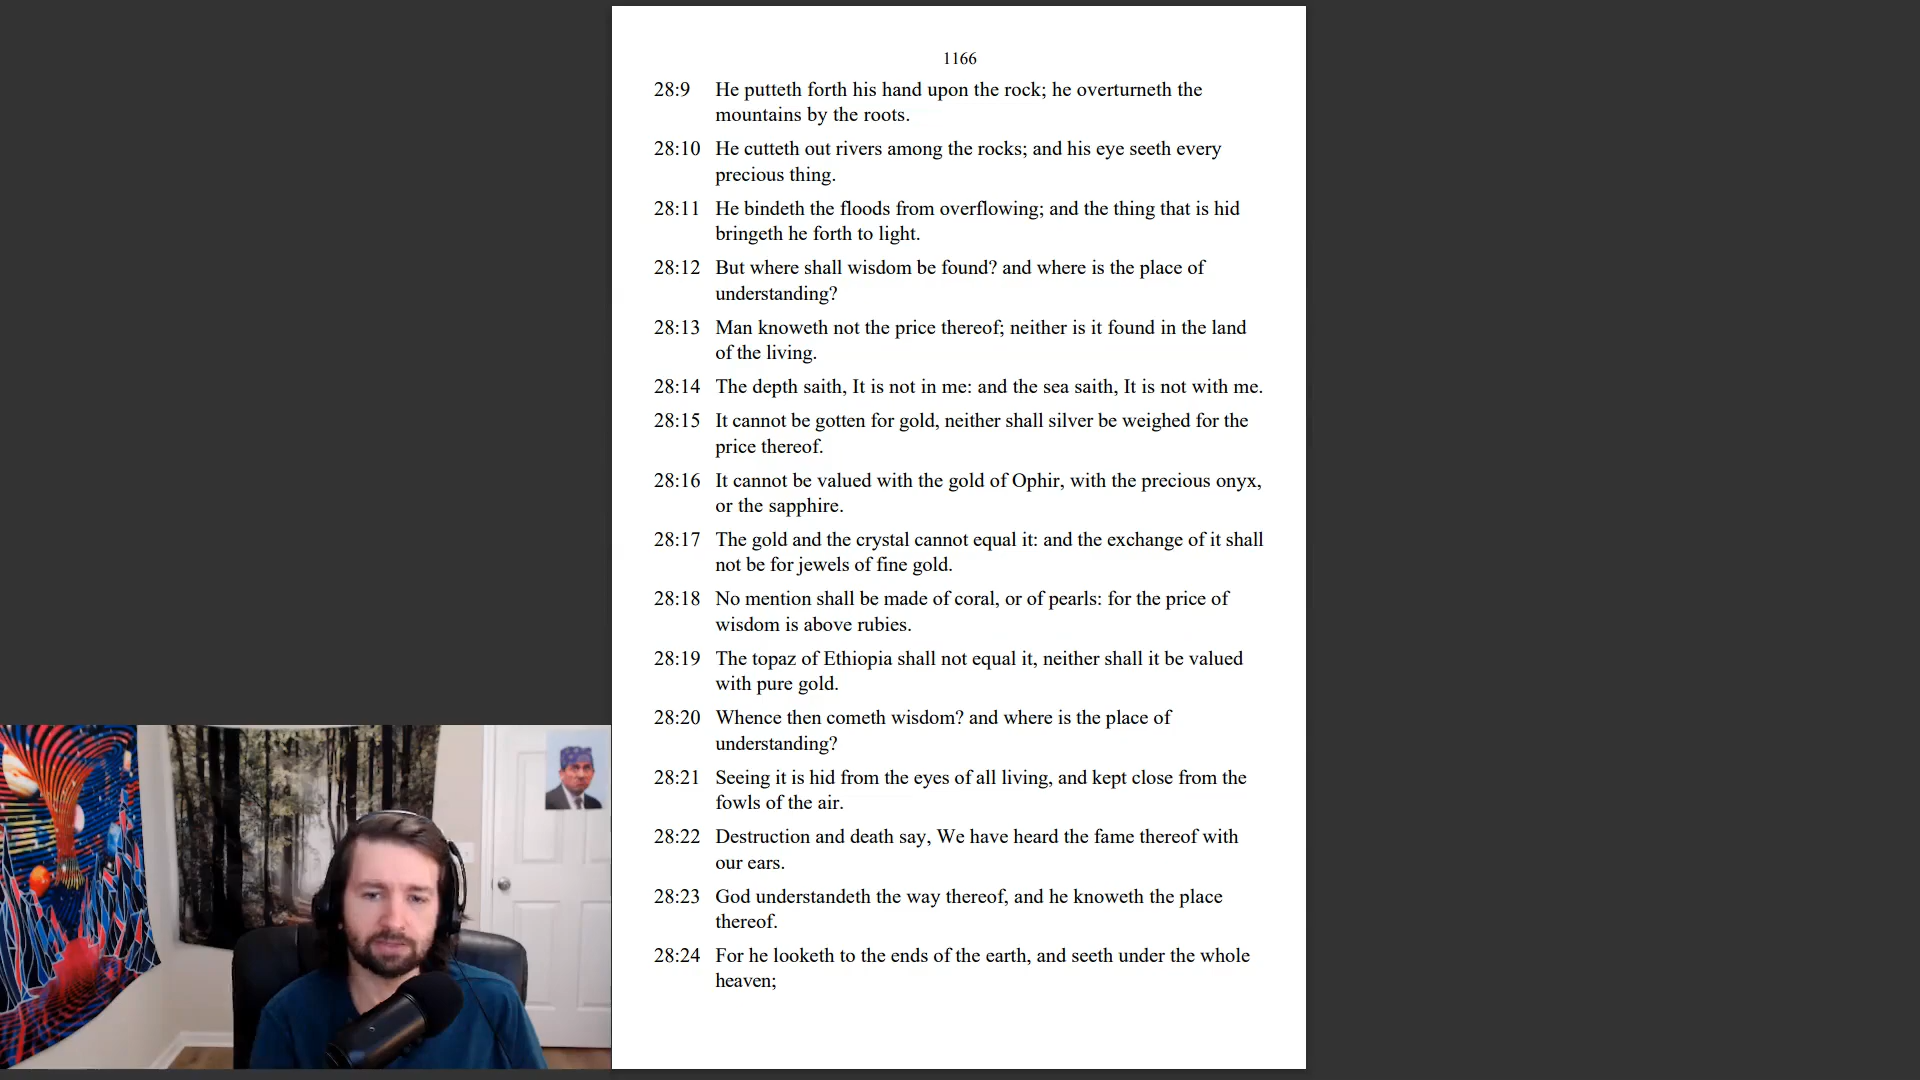 1166
28:9 He putteth forth his hand upon the rock; he overturneth the
mountains by the roots.
28:10 He cutteth out rivers among the rocks; and his eye seeth every
precious thing.
28:11 He bindeth the floods from overflowing; and the thing that is hid
bringeth he forth to light.
28:12 But where shall wisdom be found? and where is the place of
understanding?
28:13 Man knoweth not the price thereof; neither is it found in the land
of the living.
28:14 The depth saith, It is not in me: and the sea saith, It is not with me.
28:15 It cannot be gotten for gold, neither shall silver be weighed for the
price thereof.
28:16 It cannot be valued with the gold of Ophir, with the precious onyx,
or the sapphire.
28:17 The gold and the crystal cannot equal it: and the exchange of it shall
not be for jewels of fine gold.
28:18 No mention shall be made of coral, or of pearls: for the price of
wisdom is above rubies.
28:19 The topaz of Ethiopia shall not equal it, neither shall it be valued
with pure gold.
28:20 Whence then cometh wisdom? and where is the place of
understanding?
28:21 Seeing it is hid from the eyes of all living, and kept close from the
fowls of the air.
28:22 Destruction and death say, We have heard the fame thereof with
our ears.
28:23 God understandeth the way thereof, and he knoweth the place
thereof.
28:24 For he looketh to the ends of the earth, and seeth under the whole
heaven;